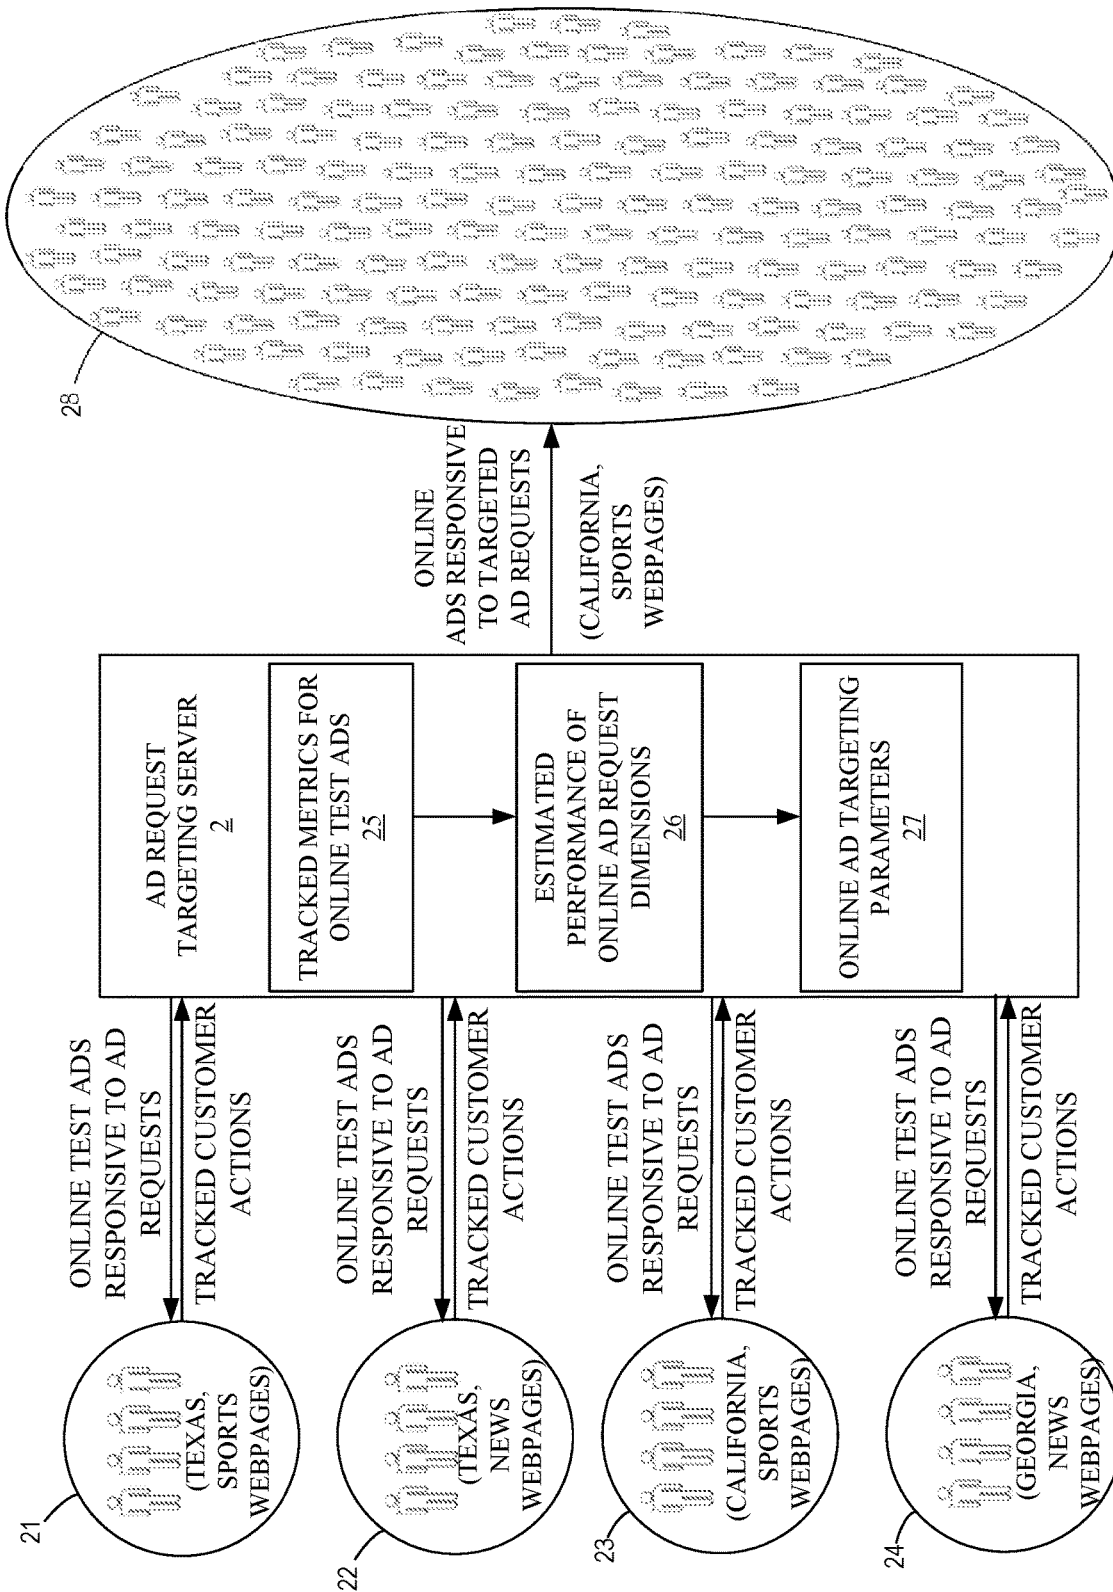 21
(TEXAS,
SPORTS
WEBPAGES)
ONLINE TEST ADS
RESPONSIVE TO AD
REQUESTS
TRACKED CUSTOMER
ACTIONS
22
(TEXAS,
NEWS
WEBPAGES)
ONLINE TEST ADS
RESPONSIVE TO AD
REQUESTS
TRACKED CUSTOMER
ACTIONS
23
(CALIFORNIA,
SPORTS
WEBPAGES)
ONLINE TEST ADS
RESPONSIVE TO AD
REQUESTS
TRACKED CUSTOMER
ACTIONS
24
(GEORGIA,
NEWS
WEBPAGES)
ONLINE TEST ADS
RESPONSIVE TO AD
REQUESTS
TRACKED CUSTOMER
ACTIONS
AD REQUEST
TARGETING SERVER
2
TRACKED METRICS FOR
ONLINE TEST ADS
25
ESTIMATED
PERFORMANCE OF
ONLINE AD REQUEST
DIMENSIONS
26
ONLINE AD TARGETING
PARAMETERS
27
ONLINE
ADS RESPONSIVE
TO TARGETED
AD REQUESTS
(CALIFORNIA,
SPORTS
WEBPAGES)
28